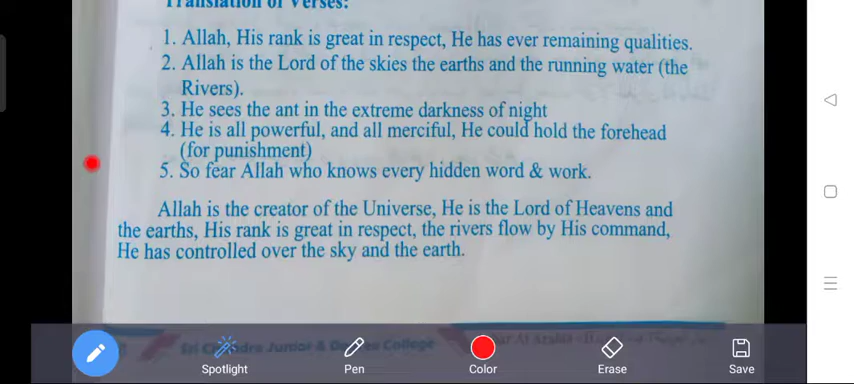 Translation of Verses:
1. Allah, His rank is great in respect, He has ever remaining qualities.
2. Allah is the Lord of the skies the earths and the running water (the
Rivers).
3. He sees the ant in the extreme darkness of night
4. He is all powerful, and all merciful, He could hold the forehead
(for punishment)
5. So fear Allah who knows every hidden word & work.
Allah is the creator of the Universe, He is the Lord of Heavens and
the earths, His rank is great in respect, the rivers flow by His command,
He has controlled over the sky and the earth.
Junior & College
Spotlight
Pen
Color
Erase
Save